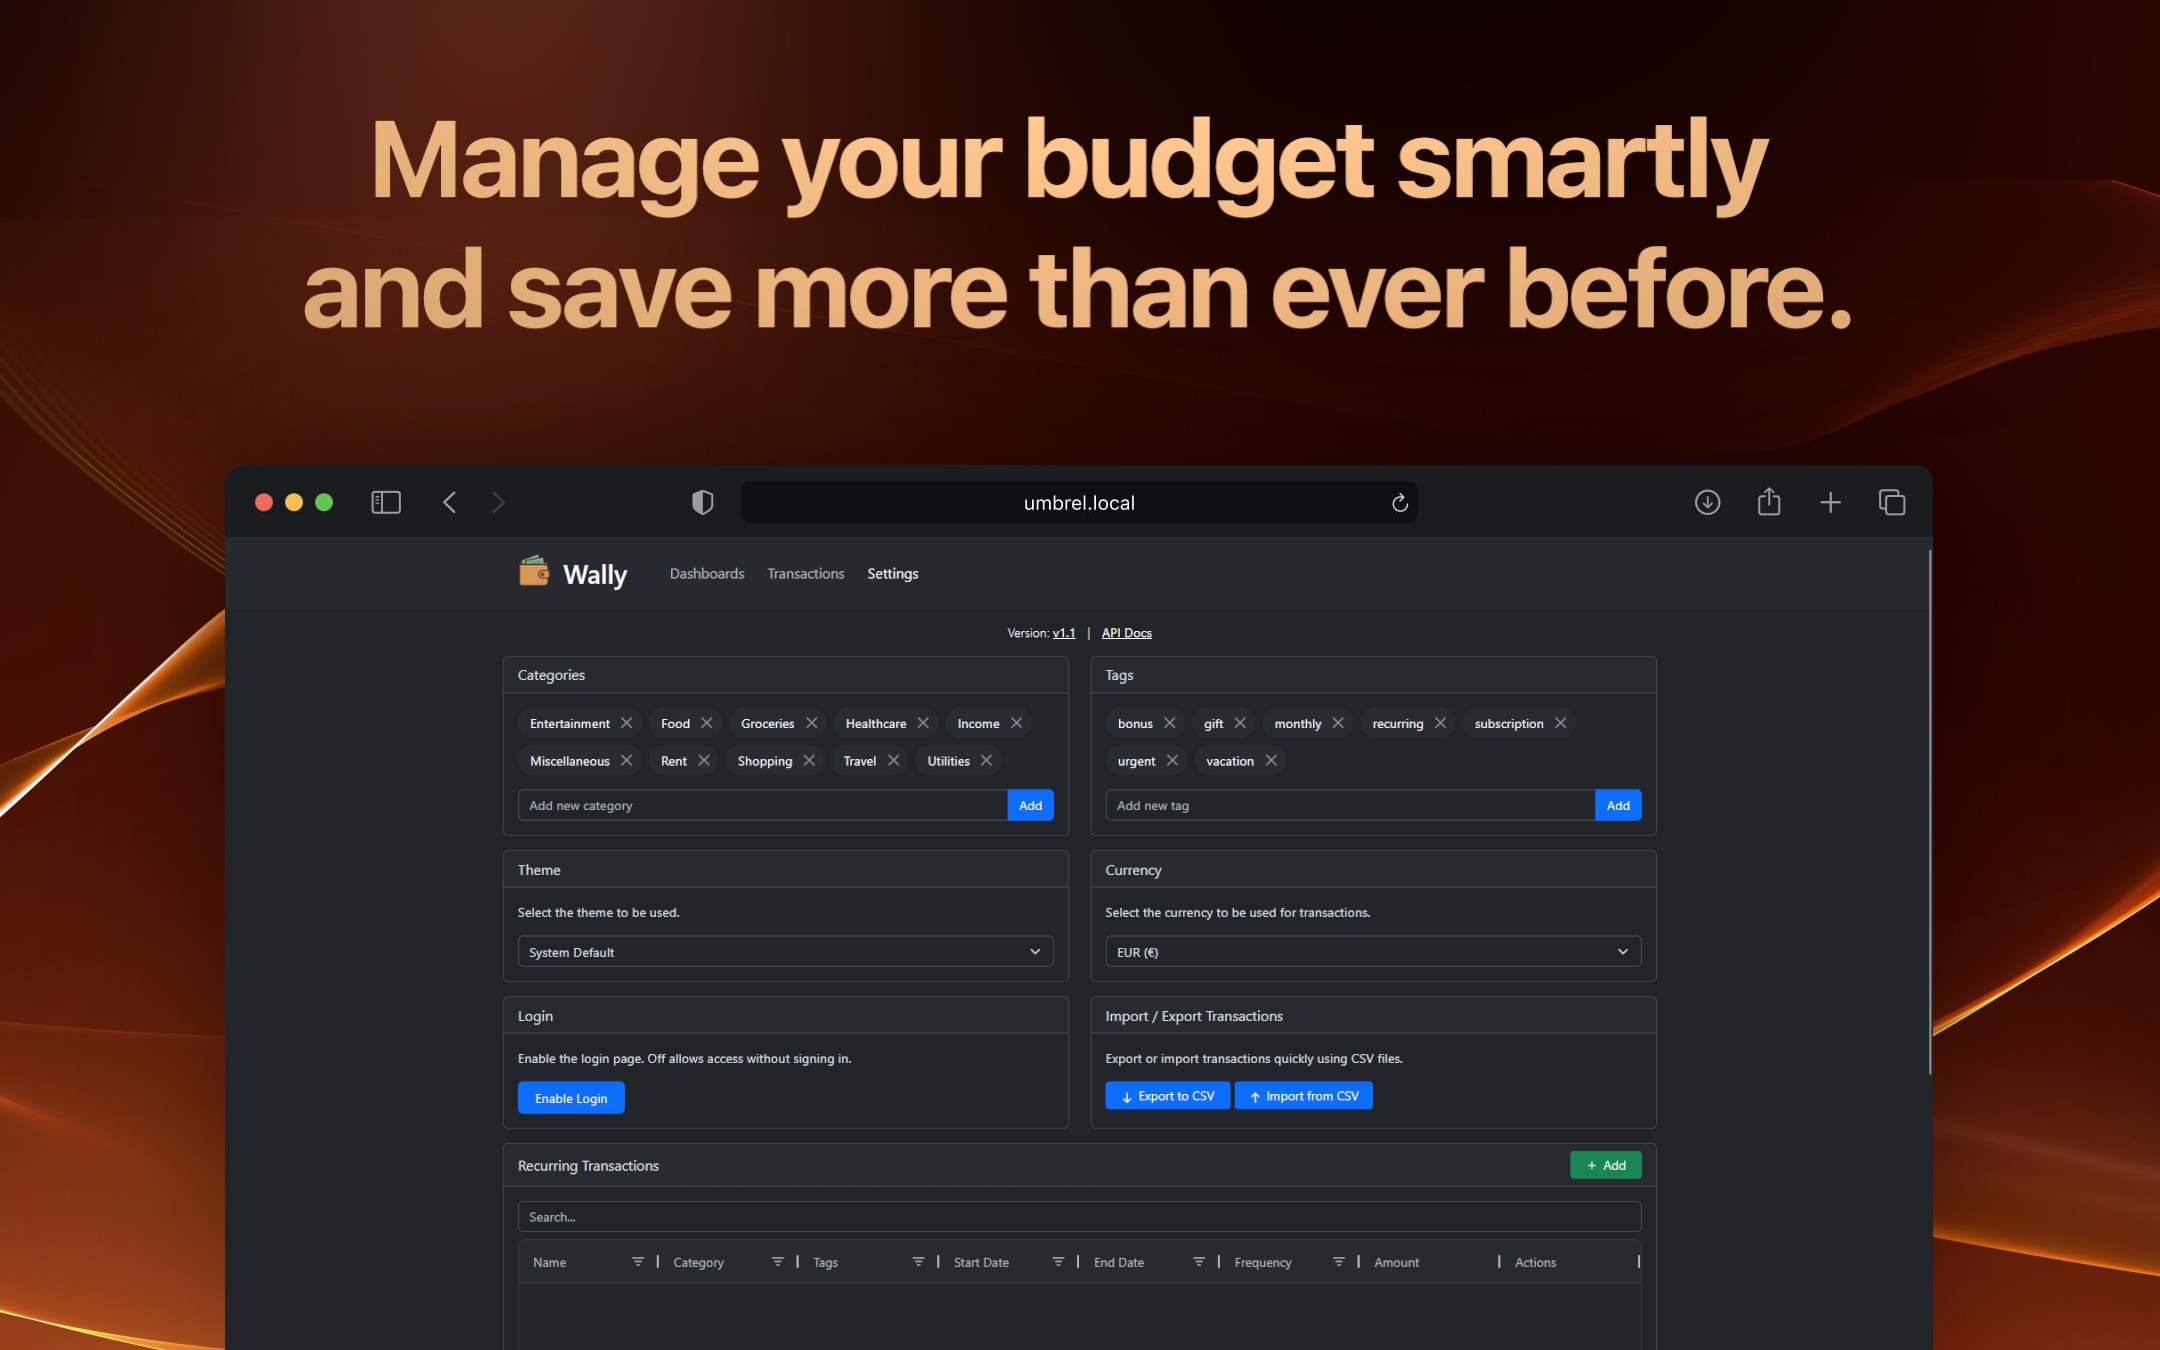 Manage your budget smartly
and save more than ever before.
umbrel.local
Wally Dashboards Transactions Settings
Version: v1.1 | API Docs
Categories
Entertainment Food Groceries Healthcare Income
Miscellaneous Rent Shopping Travel Utilities
Add new category Add
Tags
bonus gift monthly recurring subscription
urgent vacation
Add new tag Add
Theme
Select the theme to be used.
System Default
Currency
Select the currency to be used for transactions.
EUR (€)
Login
Enable the login page. Off allows access without signing in.
Enable Login
Import / Export Transactions
Export or import transactions quickly using CSV files.
Export to CSV Import from CSV
Recurring Transactions + Add
Search...
Name Category Tags Start Date End Date Frequency Amount Actions